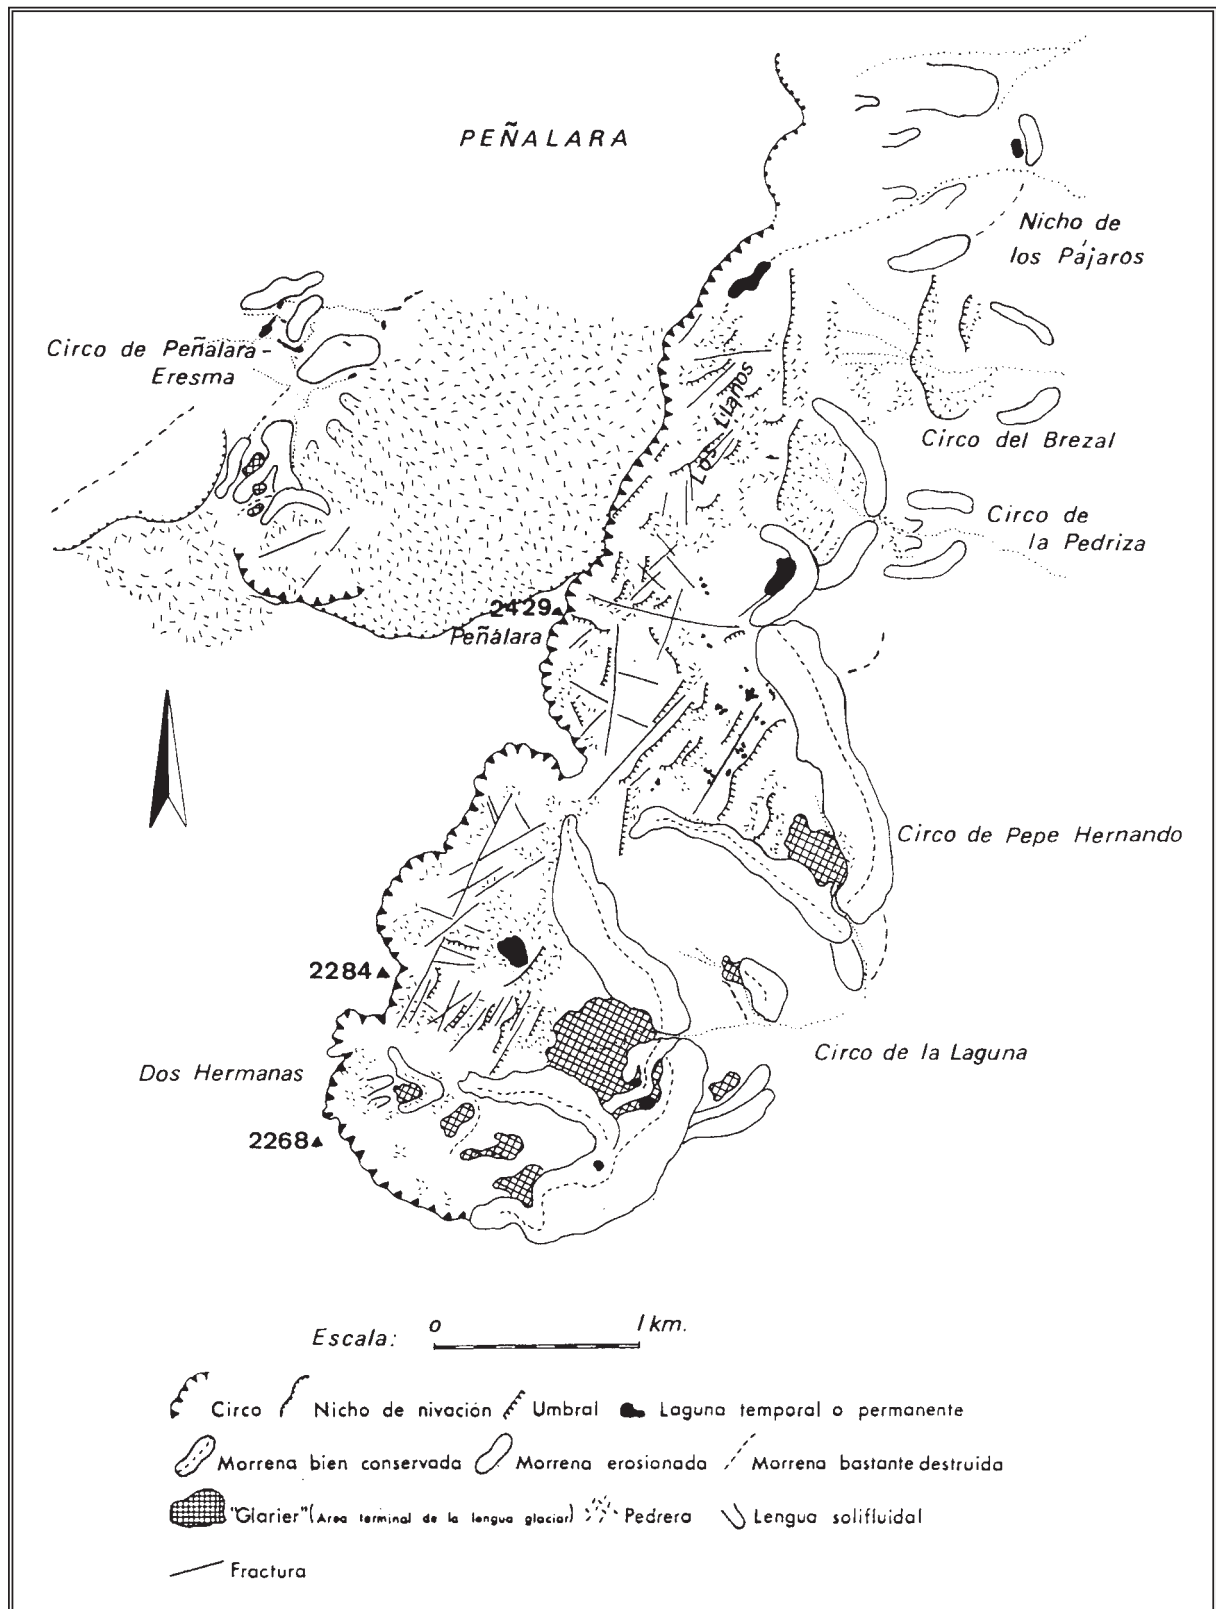 PEÑALARA
Nicho de
los Pájaros
Circo de Peñalara-
Eresma
Los Llanos
Circo del Brezal
Circo de
la Pedriza
2429
Peñalara
Circo de Pepe Hernando
2284
Circo de la Laguna
Dos Hermanas
2268
Escala: 0 1 km.
Circo Nicho de nivación Umbral Laguna temporal o permanente
Morrena bien conservada Morrena erosionada Morrena bastante destruida
"Glarier" (Area terminal de la lengua glaciar) Pedrera Lengua solifluidal
Fractura